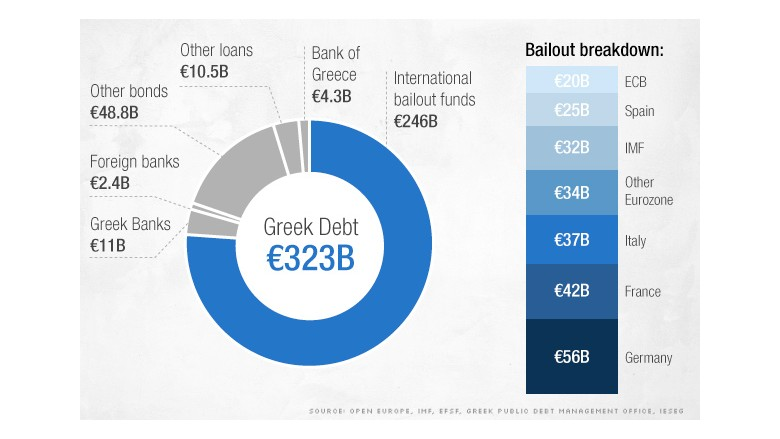 Other loans
€10.5B
Bank of
Greece
€4.3B
International
bailout funds
€246B
Other bonds
€48.8B
Foreign banks
€2.4B
Greek Banks
€11B
Greek Debt
€323B
Bailout breakdown:
€20B ECB
€25B Spain
€32B IMF
€34B Other
Eurozone
€37B Italy
€42B France
€56B Germany
SOURCE: OPEN EUROPE, IMF, EFSF, GREEK PUBLIC DEBT MANAGEMENT OFFICE, IESEG